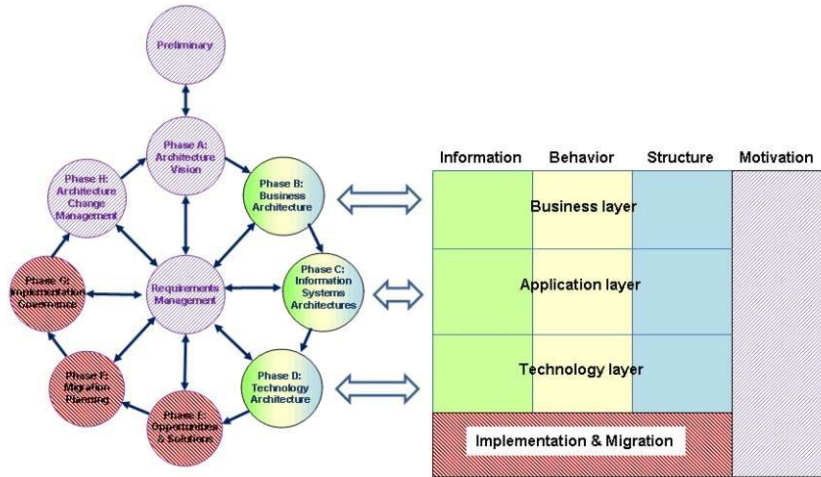 Preliminary
Phase A:
Architecture
Vision
Phase H:
Architecture
Change
Management
Phase B:
Business
Architecture
Phase G:
Implementation
Governance
Requirements
Management
Phase C:
Information
Systems
Architectures
Phase F:
Migration
Planning
Phase E:
Opportunities
& Solutions
Phase D:
Technology
Architecture
Information Behavior Structure Motivation
Business layer
Application layer
Technology layer
Implementation & Migration